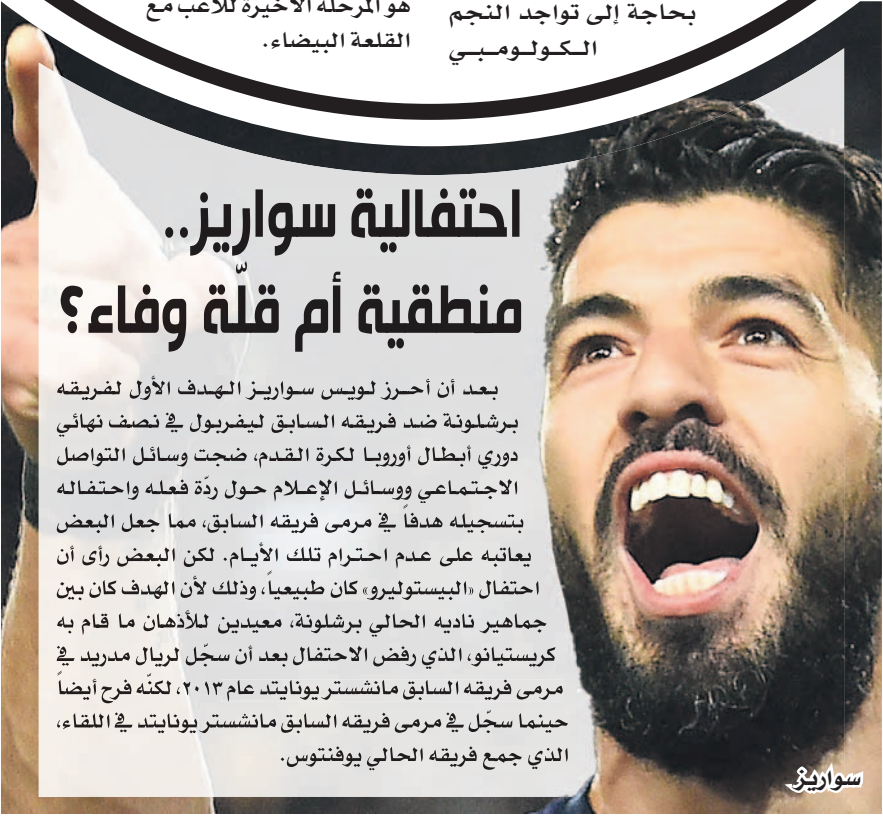 بحاجة إلى تواجد النجم
الكولومبي
هو المرحلة الأخيرة للاعب مع
القلعة البيضاء.
احتفالية سواريز..
منطقية أم قلّة وفاء؟
بعد أن أحرز لويس سواريز الهدف الأول لفريقه
برشلونة ضد فريقه السابق ليفربول في نصف نهائي
دوري أبطال أوروبا لكرة القدم، ضجت وسائل التواصل
الاجتماعي ووسائل الإعلام حول ردّة فعله واحتفاله
بتسجيله هدفاً في مرمى فريقه السابق، مما جعل البعض
يعاتبه على عدم احترام تلك الأيام. لكن البعض رأى أن
احتفال «البيستوليرو» كان طبيعياً، وذلك لأن الهدف كان بين
جماهير ناديه الحالي برشلونة، معيدين للأذهان ما قام به
كريستيانو، الذي رفض الاحتفال بعد أن سجّل لريال مدريد في
مرمى فريقه السابق مانشستر يونايتد عام ٢٠١٣، لكنّه فرح أيضاً
حينما سجّل في مرمى فريقه السابق مانشستر يونايتد في اللقاء،
الذي جمع فريقه الحالي يوفنتوس.
سواريز